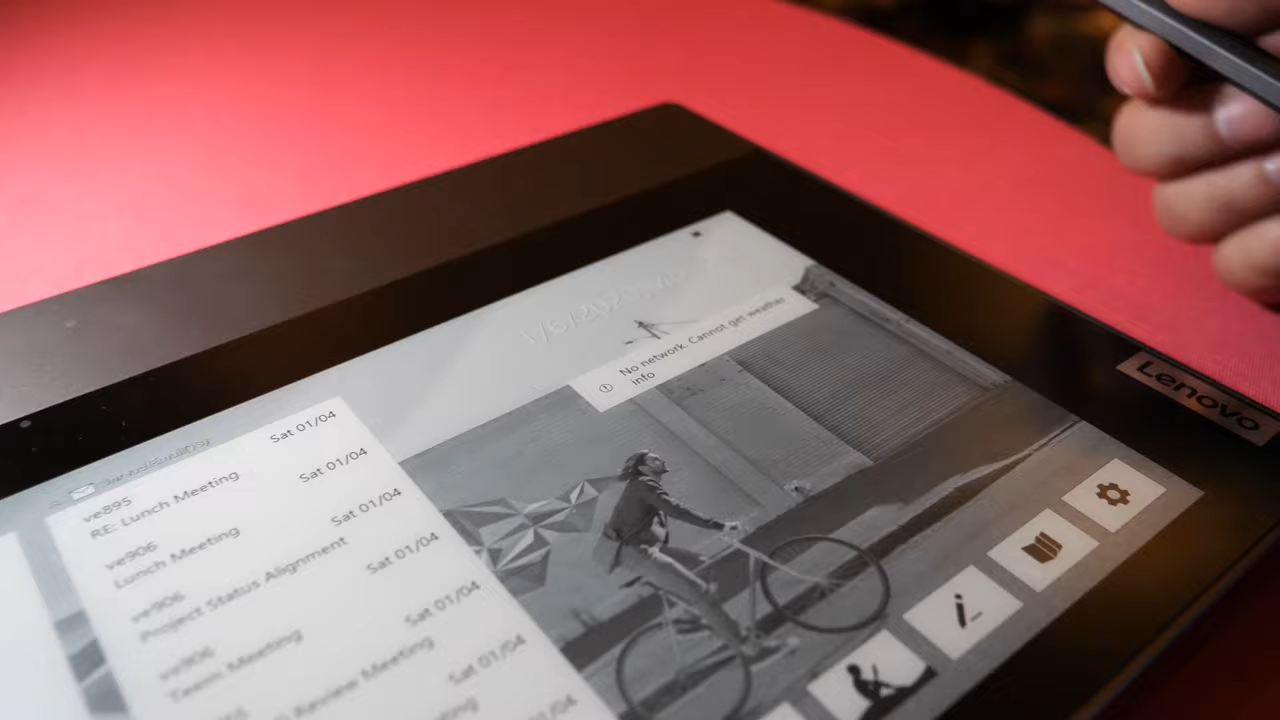 No network. Cannot get weather
info
Lenovo
Sat 01/04
ve895
RE: Lunch Meeting
Sat 01/04
ve906
Lunch Meeting
Sat 01/04
ve906
Project Status Alignment
Sat 01/04
ve906
Team Meeting
Sat 01/04
Review Meeting
Sat 01/04